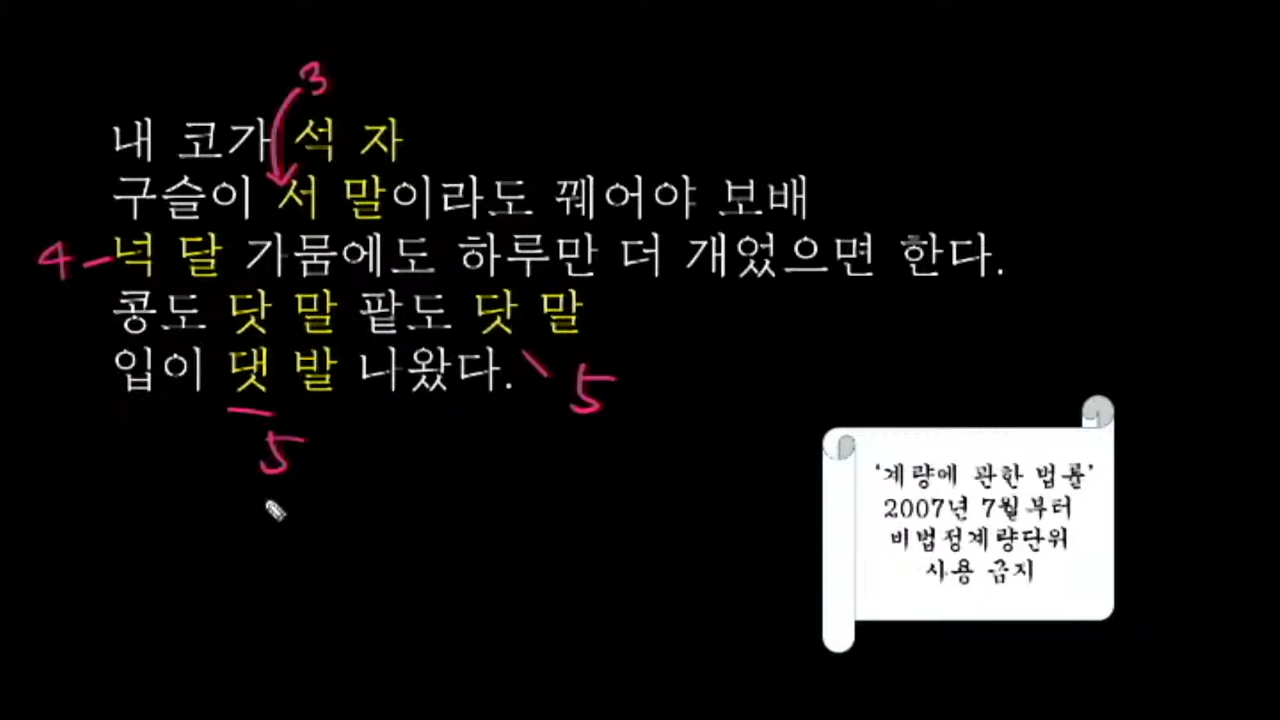 3
내 코가 석 자
구슬이 서 말이라도 꿰어야 보배
4 넉 달 가뭄에도 하루만 더 개었으면 한다.
콩도 닷 말 팥도 닷 말
입이 댓 발 나왔다.
5
5
'계량에 관한 법률'
2007년 7월부터
비법정계량단위
사용 금지